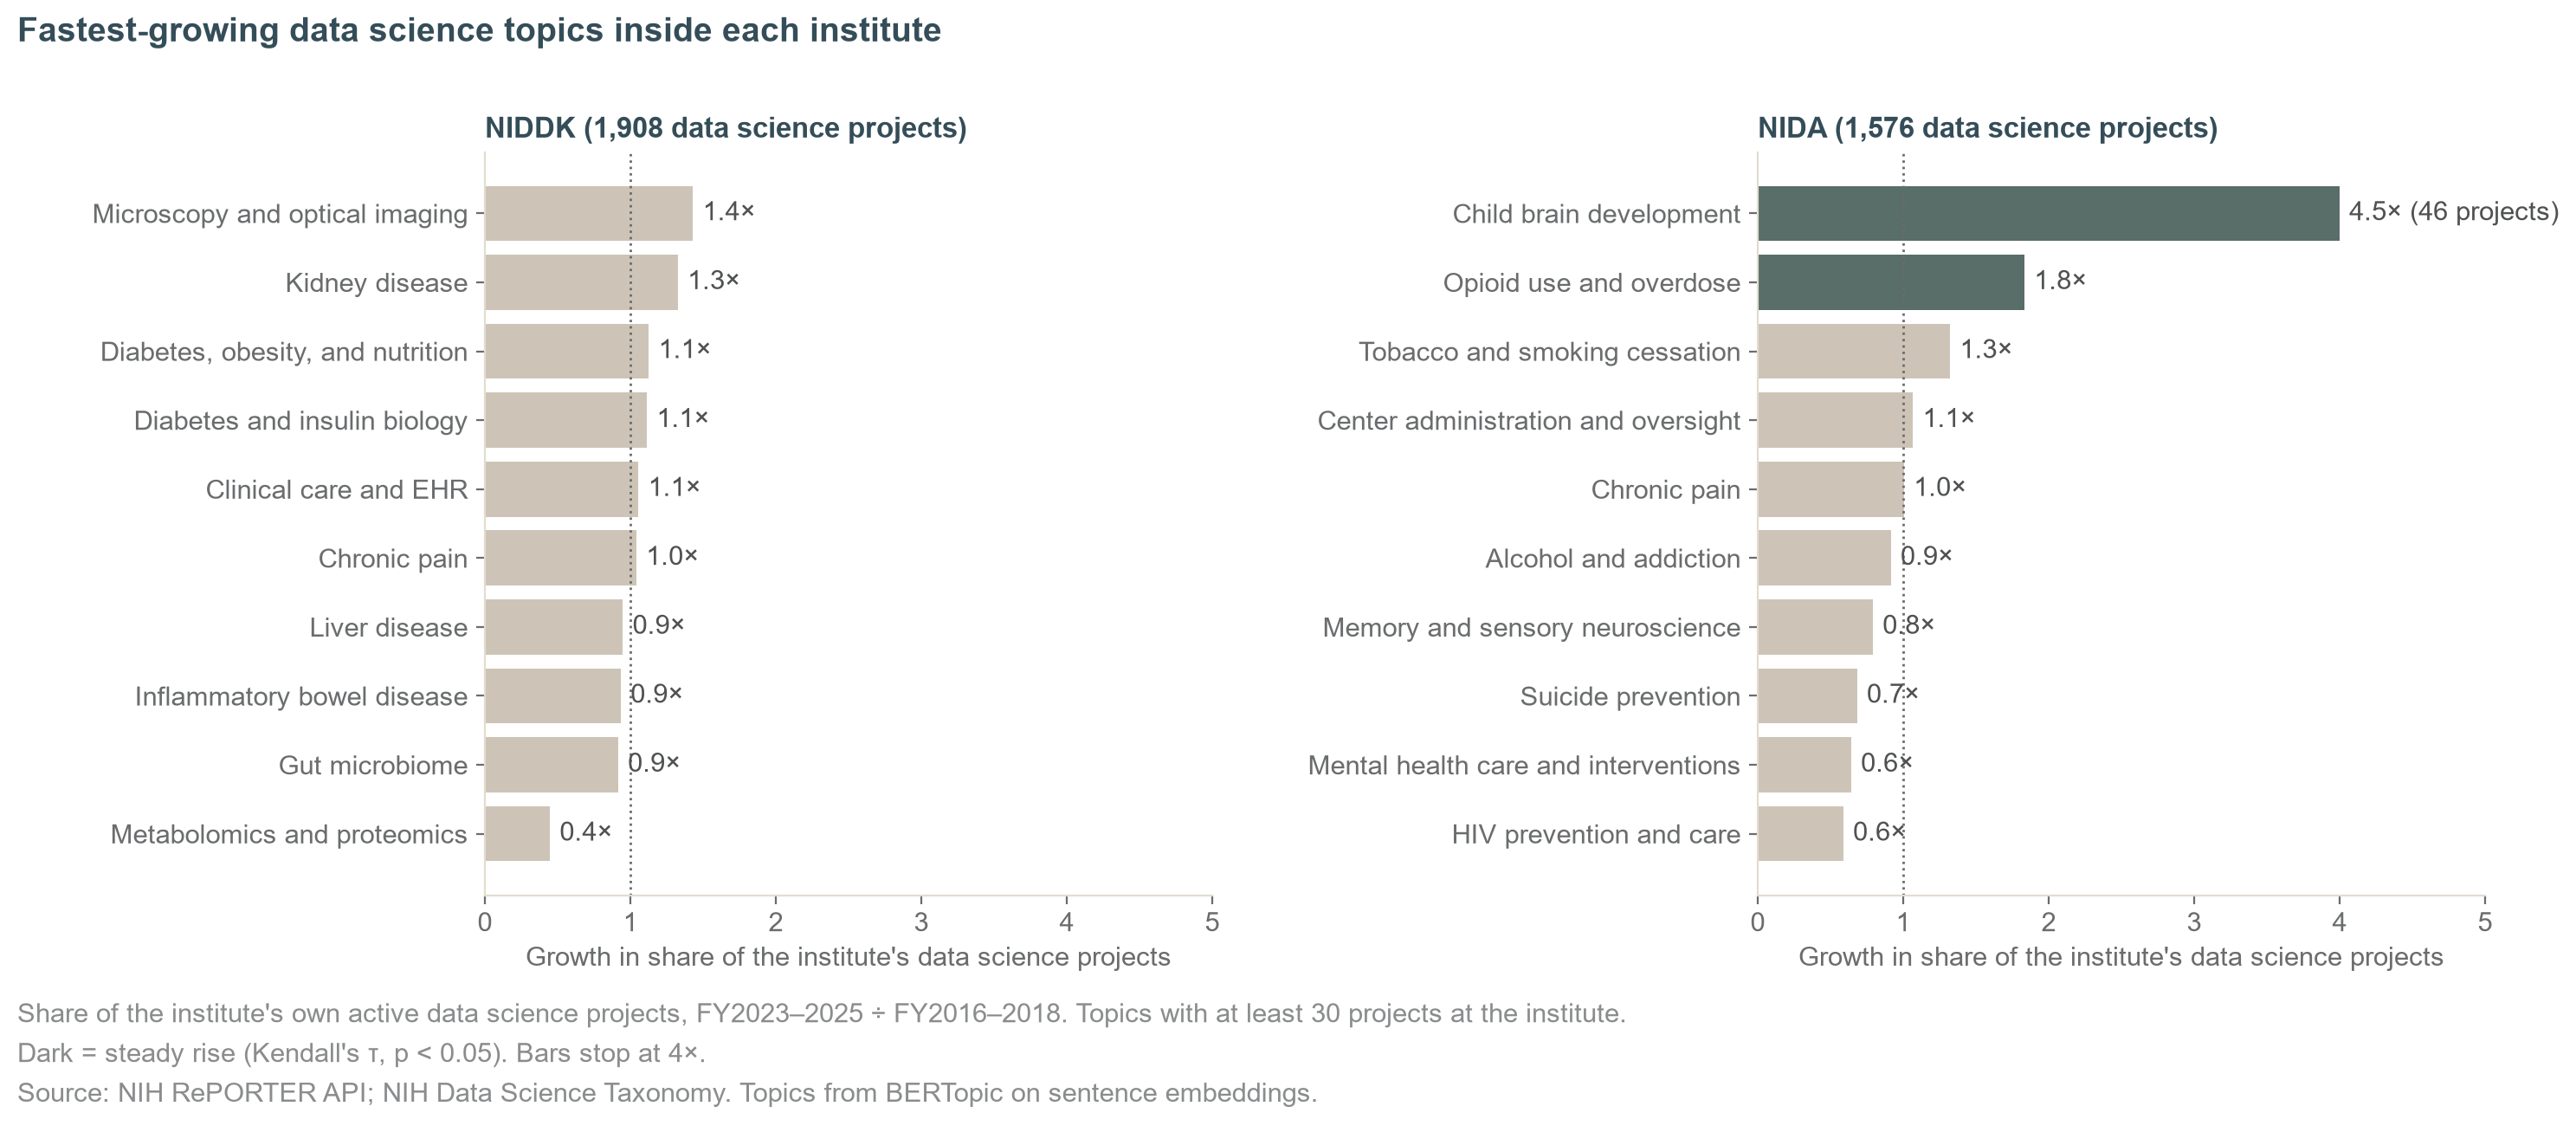 Fastest-growing data science topics inside each institute
NIDDK (1,908 data science projects)
Microscopy and optical imaging 1.4×
Kidney disease 1.3×
Diabetes, obesity, and nutrition 1.1×
Diabetes and insulin biology 1.1×
Clinical care and EHR 1.1×
Chronic pain 1.0×
Liver disease 0.9×
Inflammatory bowel disease 0.9×
Gut microbiome 0.9×
Metabolomics and proteomics 0.4×
0 1 2 3 4 5
Growth in share of the institute's data science projects
NIDA (1,576 data science projects)
Child brain development 4.5× (46 projects)
Opioid use and overdose 1.8×
Tobacco and smoking cessation 1.3×
Center administration and oversight 1.1×
Chronic pain 1.0×
Alcohol and addiction 0.9×
Memory and sensory neuroscience 0.8×
Suicide prevention 0.7×
Mental health care and interventions 0.6×
HIV prevention and care 0.6×
0 1 2 3 4 5
Growth in share of the institute's data science projects
Share of the institute's own active data science projects, FY2023–2025 ÷ FY2016–2018. Topics with at least 30 projects at the institute.
Dark = steady rise (Kendall's τ, p < 0.05). Bars stop at 4×.
Source: NIH RePORTER API; NIH Data Science Taxonomy. Topics from BERTopic on sentence embeddings.